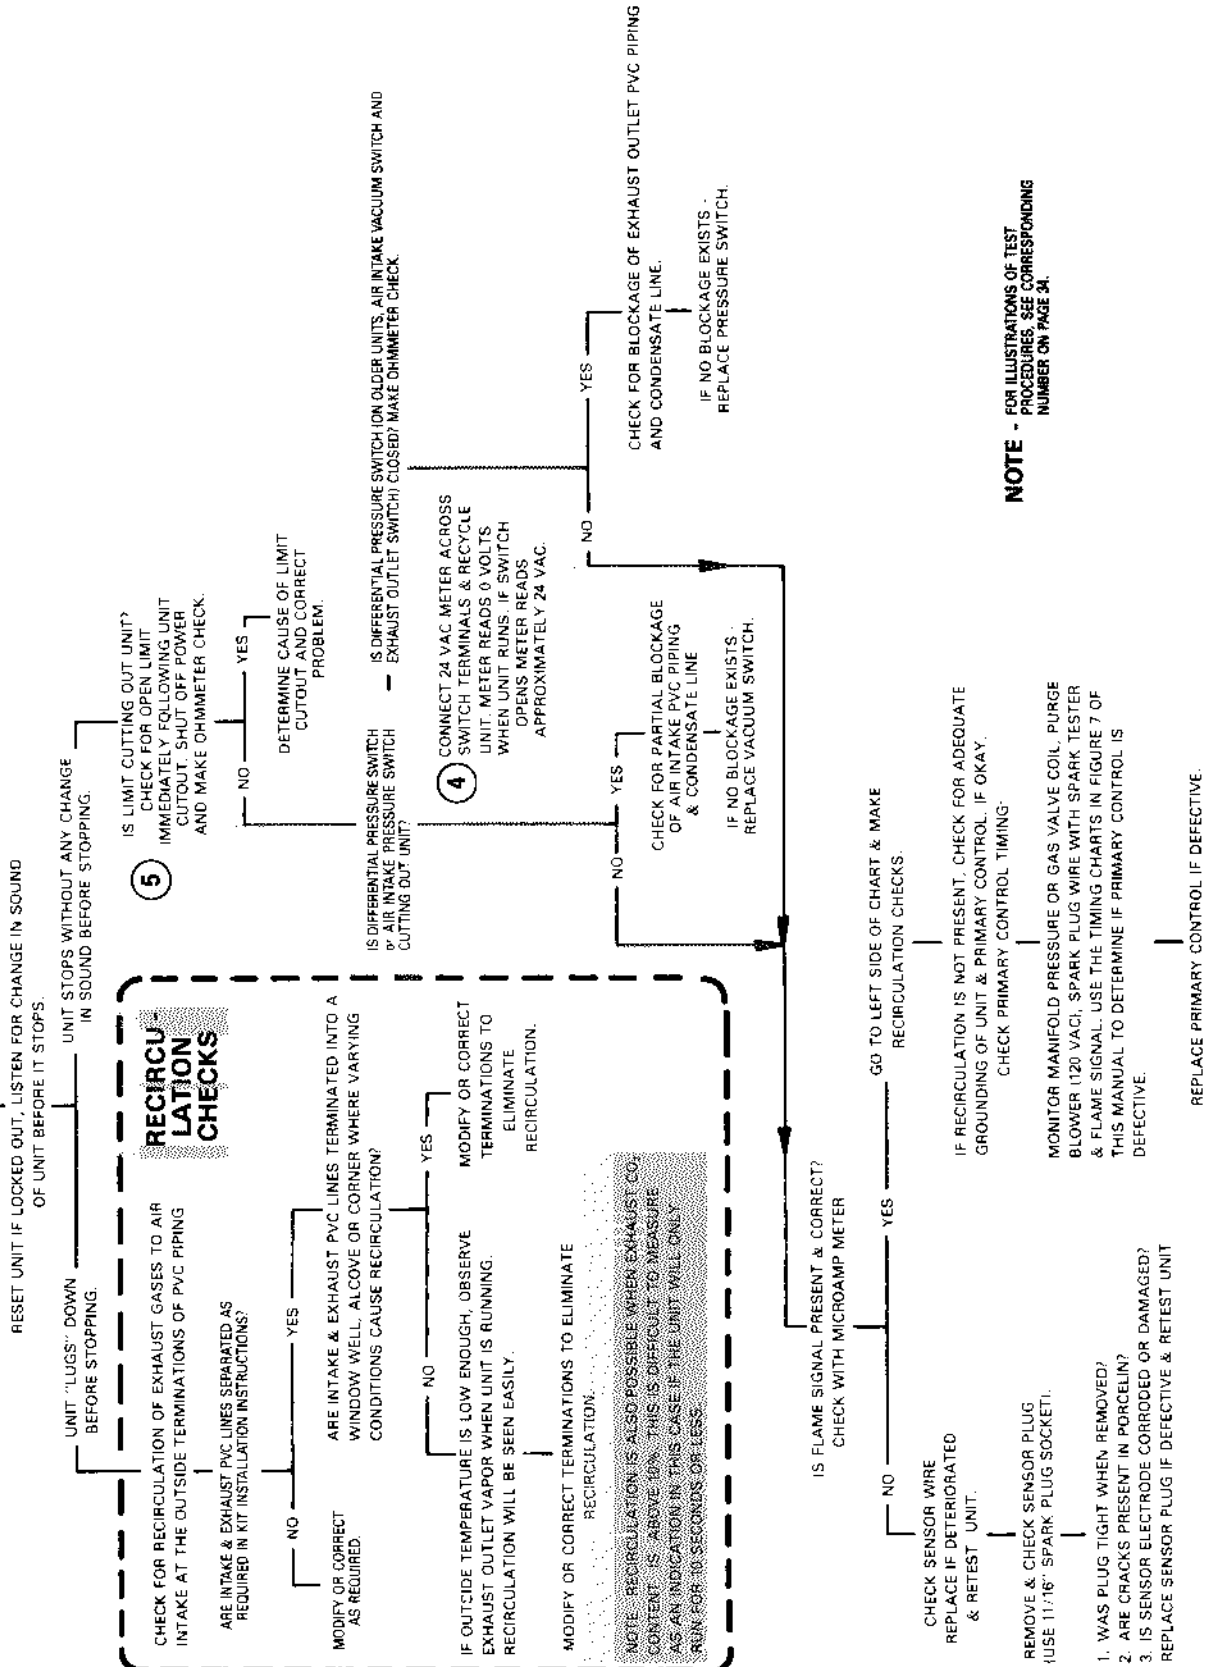 RESET UNIT IF LOCKED OUT, LISTEN FOR CHANGE IN SOUND
OF UNIT BEFORE IT STOPS.
UNIT "LUGS" DOWN
BEFORE STOPPING.
UNIT STOPS WITHOUT ANY CHANGE
IN SOUND BEFORE STOPPING.
RECIRCU-
LATION
CHECKS
CHECK FOR RECIRCULATION OF EXHAUST GASES TO AIR
INTAKE AT THE OUTSIDE TERMINATIONS OF PVC PIPING
ARE INTAKE & EXHAUST PVC LINES SEPARATED AS
REQUIRED IN KIT INSTALLATION INSTRUCTIONS?
NO
YES
MODIFY OR CORRECT
AS REQUIRED.
ARE INTAKE & EXHAUST PVC LINES TERMINATED INTO A
WINDOW WELL, ALCOVE OR CORNER WHERE VARYING
CONDITIONS CAUSE RECIRCULATION?
NO
YES
IF OUTSIDE TEMPERATURE IS LOW ENOUGH, OBSERVE
EXHAUST OUTLET VAPOR WHEN UNIT IS RUNNING.
RECIRCULATION WILL BE SEEN EASILY.
MODIFY OR CORRECT
TERMINATIONS TO
ELIMINATE
RECIRCULATION.
MODIFY OR CORRECT TERMINATIONS TO ELIMINATE
RECIRCULATION.
NOTE: RECIRCULATION IS ALSO POSSIBLE WHEN EXHAUST CO₂
CONTENT IS ABOVE 10%. THIS IS DIFFICULT TO MEASURE
AS AN INDICATION IN THIS CASE IF THE UNIT WILL ONLY
RUN FOR 10 SECONDS OR LESS.
5
IS LIMIT CUTTING OUT UNIT?
CHECK FOR OPEN LIMIT
IMMEDIATELY FOLLOWING UNIT
CUTOUT. SHUT OFF POWER
AND MAKE OHMMETER CHECK.
NO
YES
DETERMINE CAUSE OF LIMIT
CUTOUT AND CORRECT
PROBLEM.
IS DIFFERENTIAL PRESSURE SWITCH
or AIR INTAKE PRESSURE SWITCH
CUTTING OUT UNIT?
— IS DIFFERENTIAL PRESSURE SWITCH (ON OLDER UNITS, AIR INTAKE VACUUM SWITCH AND
EXHAUST OUTLET SWITCH) CLOSED? MAKE OHMMETER CHECK.
4
CONNECT 24 VAC METER ACROSS
SWITCH TERMINALS & RECYCLE
UNIT. METER READS 0 VOLTS
WHEN UNIT RUNS. IF SWITCH
OPENS METER READS
APPROXIMATELY 24 VAC.
NO
YES
CHECK FOR PARTIAL BLOCKAGE
OF AIR INTAKE PVC PIPING
& CONDENSATE LINE
IF NO BLOCKAGE EXISTS -
REPLACE VACUUM SWITCH.
NO
YES
CHECK FOR BLOCKAGE OF EXHAUST OUTLET PVC PIPING
AND CONDENSATE LINE.
IF NO BLOCKAGE EXISTS -
REPLACE PRESSURE SWITCH.
IS FLAME SIGNAL PRESENT & CORRECT?
CHECK WITH MICROAMP METER
NO
YES
CHECK SENSOR WIRE
REPLACE IF DETERIORATED
& RETEST UNIT.
REMOVE & CHECK SENSOR PLUG
(USE 11/16" SPARK PLUG SOCKET).
1. WAS PLUG TIGHT WHEN REMOVED?
2. ARE CRACKS PRESENT IN PORCELIN?
3. IS SENSOR ELECTRODE CORRODED OR DAMAGED?
REPLACE SENSOR PLUG IF DEFECTIVE & RETEST UNIT
GO TO LEFT SIDE OF CHART & MAKE
RECIRCULATION CHECKS.
IF RECIRCULATION IS NOT PRESENT, CHECK FOR ADEQUATE
GROUNDING OF UNIT & PRIMARY CONTROL. IF OKAY.
CHECK PRIMARY CONTROL TIMING-
MONITOR MANIFOLD PRESSURE OR GAS VALVE COIL, PURGE
BLOWER (120 VAC), SPARK PLUG WIRE WITH SPARK TESTER
& FLAME SIGNAL. USE THE TIMING CHARTS IN FIGURE 7 OF
THIS MANUAL TO DETERMINE IF PRIMARY CONTROL IS
DEFECTIVE.
REPLACE PRIMARY CONTROL IF DEFECTIVE.
NOTE - FOR ILLUSTRATIONS OF TEST
PROCEDURES, SEE CORRESPONDING
NUMBER ON PAGE 34.